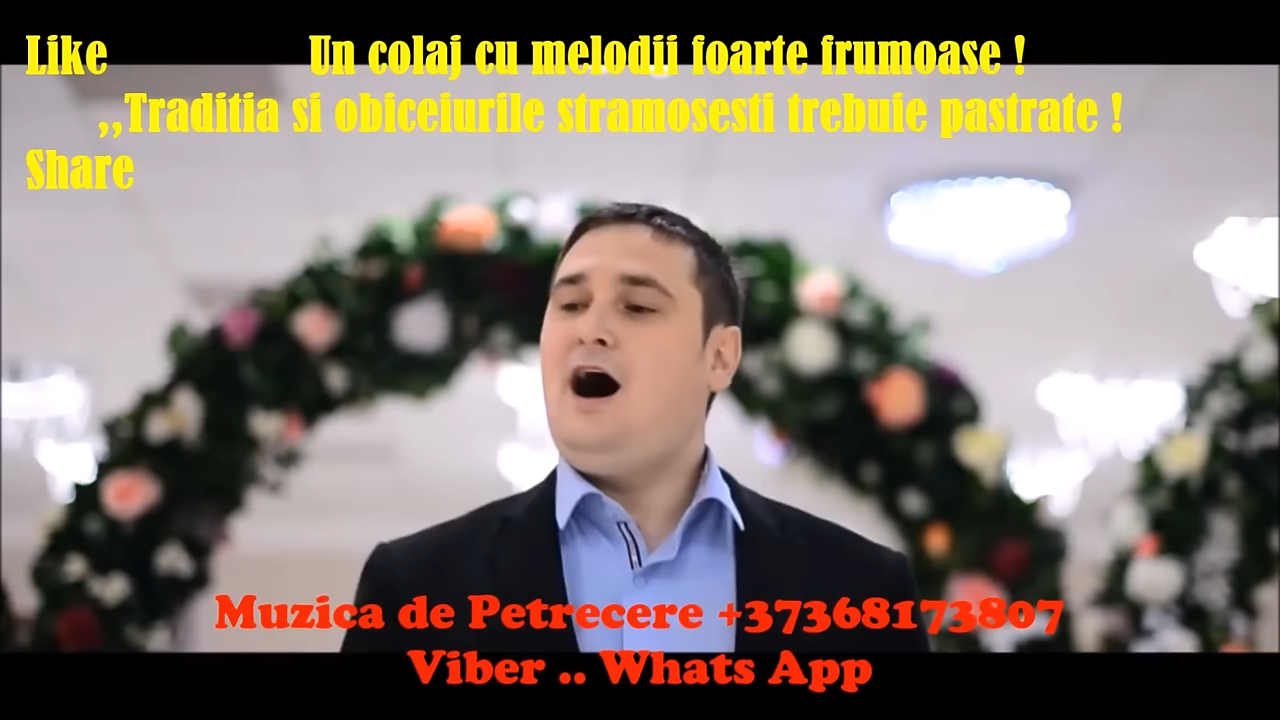 Like Un colaj cu melodii foarte frumoase !
,,Traditia si obiceiurile stramosesti trebuie pastrate !
Share
Muzica de Petrecere +37368173807
Viber .. Whats App